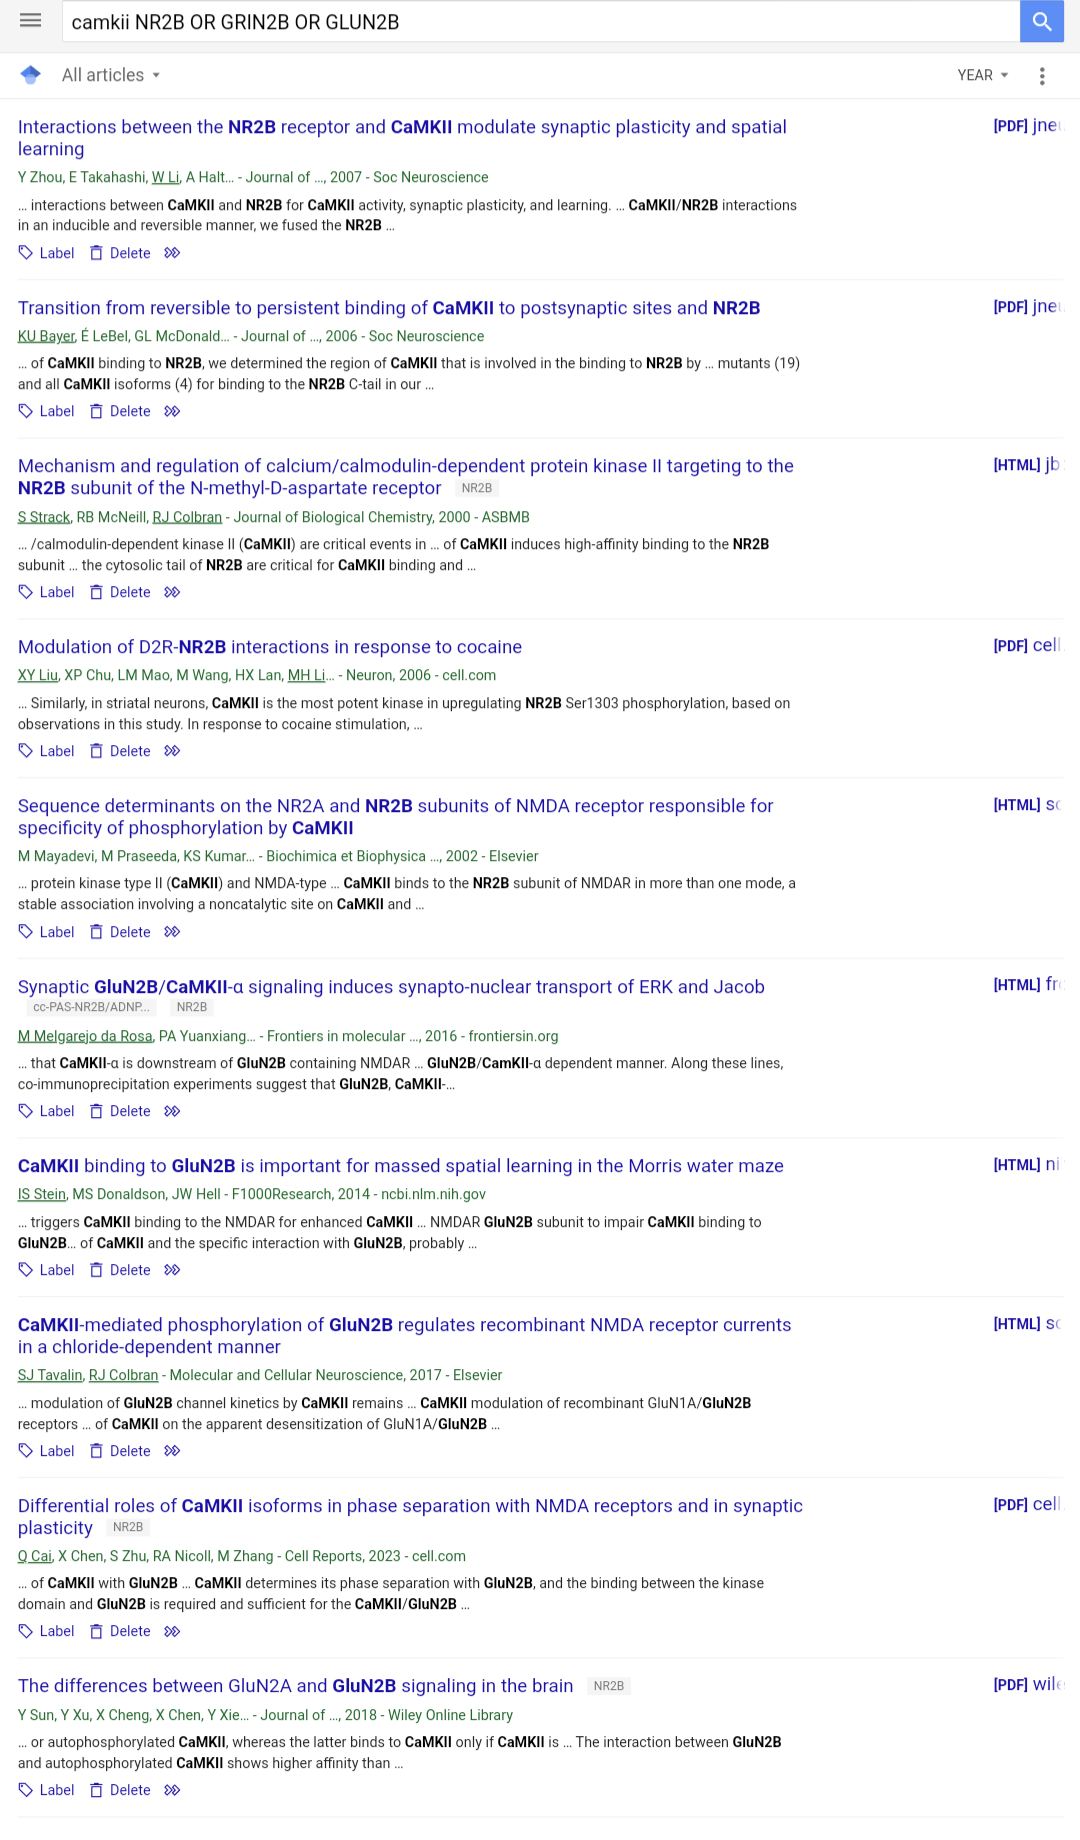 camkii NR2B OR GRIN2B OR GLUN2B
All articles
YEAR
Interactions between the NR2B receptor and CaMKII modulate synaptic plasticity and spatial
learning
[PDF]
Y Zhou, E Takahashi, W Li, A Halt… - Journal of …, 2007 - Soc Neuroscience
… interactions between CaMKII and NR2B for CaMKII activity, synaptic plasticity, and learning. … CaMKII/NR2B interactions
in an inducible and reversible manner, we fused the NR2B …
Label Delete
Transition from reversible to persistent binding of CaMKII to postsynaptic sites and NR2B
[PDF]
KU Bayer, É LeBel, GL McDonald… - Journal of …, 2006 - Soc Neuroscience
… of CaMKII binding to NR2B, we determined the region of CaMKII that is involved in the binding to NR2B by … mutants (19)
and all CaMKII isoforms (4) for binding to the NR2B C-tail in our …
Label Delete
Mechanism and regulation of calcium/calmodulin-dependent protein kinase II targeting to the
NR2B subunit of the N-methyl-D-aspartate receptor NR2B
[HTML]
S Strack, RB McNeill, RJ Colbran - Journal of Biological Chemistry, 2000 - ASBMB
… /calmodulin-dependent kinase II (CaMKII) are critical events in … of CaMKII induces high-affinity binding to the NR2B
subunit … the cytosolic tail of NR2B are critical for CaMKII binding and …
Label Delete
Modulation of D2R-NR2B interactions in response to cocaine
[PDF] cell
XY Liu, XP Chu, LM Mao, M Wang, HX Lan, MH Li… - Neuron, 2006 - cell.com
… Similarly, in striatal neurons, CaMKII is the most potent kinase in upregulating NR2B Ser1303 phosphorylation, based on
observations in this study. In response to cocaine stimulation, …
Label Delete
Sequence determinants on the NR2A and NR2B subunits of NMDA receptor responsible for
specificity of phosphorylation by CaMKII
[HTML]
M Mayadevi, M Praseeda, KS Kumar… - Biochimica et Biophysica …, 2002 - Elsevier
… protein kinase type II (CaMKII) and NMDA-type … CaMKII binds to the NR2B subunit of NMDAR in more than one mode, a
stable association involving a noncatalytic site on CaMKII and …
Label Delete
Synaptic GluN2B/CaMKII-α signaling induces synapto-nuclear transport of ERK and Jacob
[HTML]
cc-PAS-NR2B/ADNP... NR2B
M Melgarejo da Rosa, PA Yuanxiang… - Frontiers in molecular …, 2016 - frontiersin.org
… that CaMKII-α is downstream of GluN2B containing NMDAR … GluN2B/CamKII-α dependent manner. Along these lines,
co-immunoprecipitation experiments suggest that GluN2B, CaMKII-…
Label Delete
CaMKII binding to GluN2B is important for massed spatial learning in the Morris water maze
[HTML]
IS Stein, MS Donaldson, JW Hell - F1000Research, 2014 - ncbi.nlm.nih.gov
… triggers CaMKII binding to the NMDAR for enhanced CaMKII … NMDAR GluN2B subunit to impair CaMKII binding to
GluN2B… of CaMKII and the specific interaction with GluN2B, probably …
Label Delete
CaMKII-mediated phosphorylation of GluN2B regulates recombinant NMDA receptor currents
in a chloride-dependent manner
[HTML]
SJ Tavalin, RJ Colbran - Molecular and Cellular Neuroscience, 2017 - Elsevier
… modulation of GluN2B channel kinetics by CaMKII remains … CaMKII modulation of recombinant GluN1A/GluN2B
receptors … of CaMKII on the apparent desensitization of GluN1A/GluN2B …
Label Delete
Differential roles of CaMKII isoforms in phase separation with NMDA receptors and in synaptic
plasticity NR2B
[PDF] cell
Q Cai, X Chen, S Zhu, RA Nicoll, M Zhang - Cell Reports, 2023 - cell.com
… of CaMKII with GluN2B … CaMKII determines its phase separation with GluN2B, and the binding between the kinase
domain and GluN2B is required and sufficient for the CaMKII/GluN2B …
Label Delete
The differences between GluN2A and GluN2B signaling in the brain NR2B
[PDF]
Y Sun, Y Xu, X Cheng, X Chen, Y Xie… - Journal of …, 2018 - Wiley Online Library
… or autophosphorylated CaMKII, whereas the latter binds to CaMKII only if CaMKII is … The interaction between GluN2B
and autophosphorylated CaMKII shows higher affinity than …
Label Delete